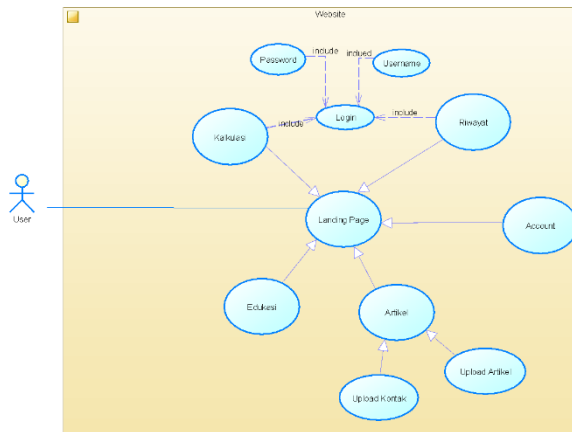 Website
Password
include
inclued
Username
Kalkulasi
include
Login
include
Riwayat
User
Landing Page
Account
Edukasi
Artikel
Upload Kontak
Upload Artikel